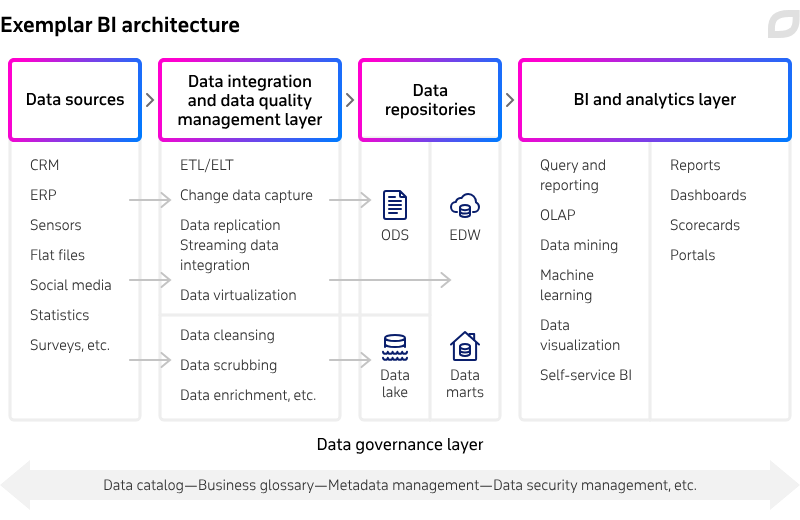 Exemplar BI architecture
Data sources
Data integration
and data quality
management layer
Data
repositories
BI and analytics layer
CRM
ERP
Sensors
Flat files
Social media
Statistics
Surveys, etc.
ETL/ELT
Change data capture
Data replication
Streaming data
integration
Data virtualization
Data cleansing
Data scrubbing
Data enrichment, etc.
ODS
EDW
Data
lake
Data
marts
Query and
reporting
OLAP
Data mining
Machine
learning
Data
visualization
Self-service BI
Reports
Dashboards
Scorecards
Portals
Data governance layer
Data catalog—Business glossary—Metadata management—Data security management, etc.